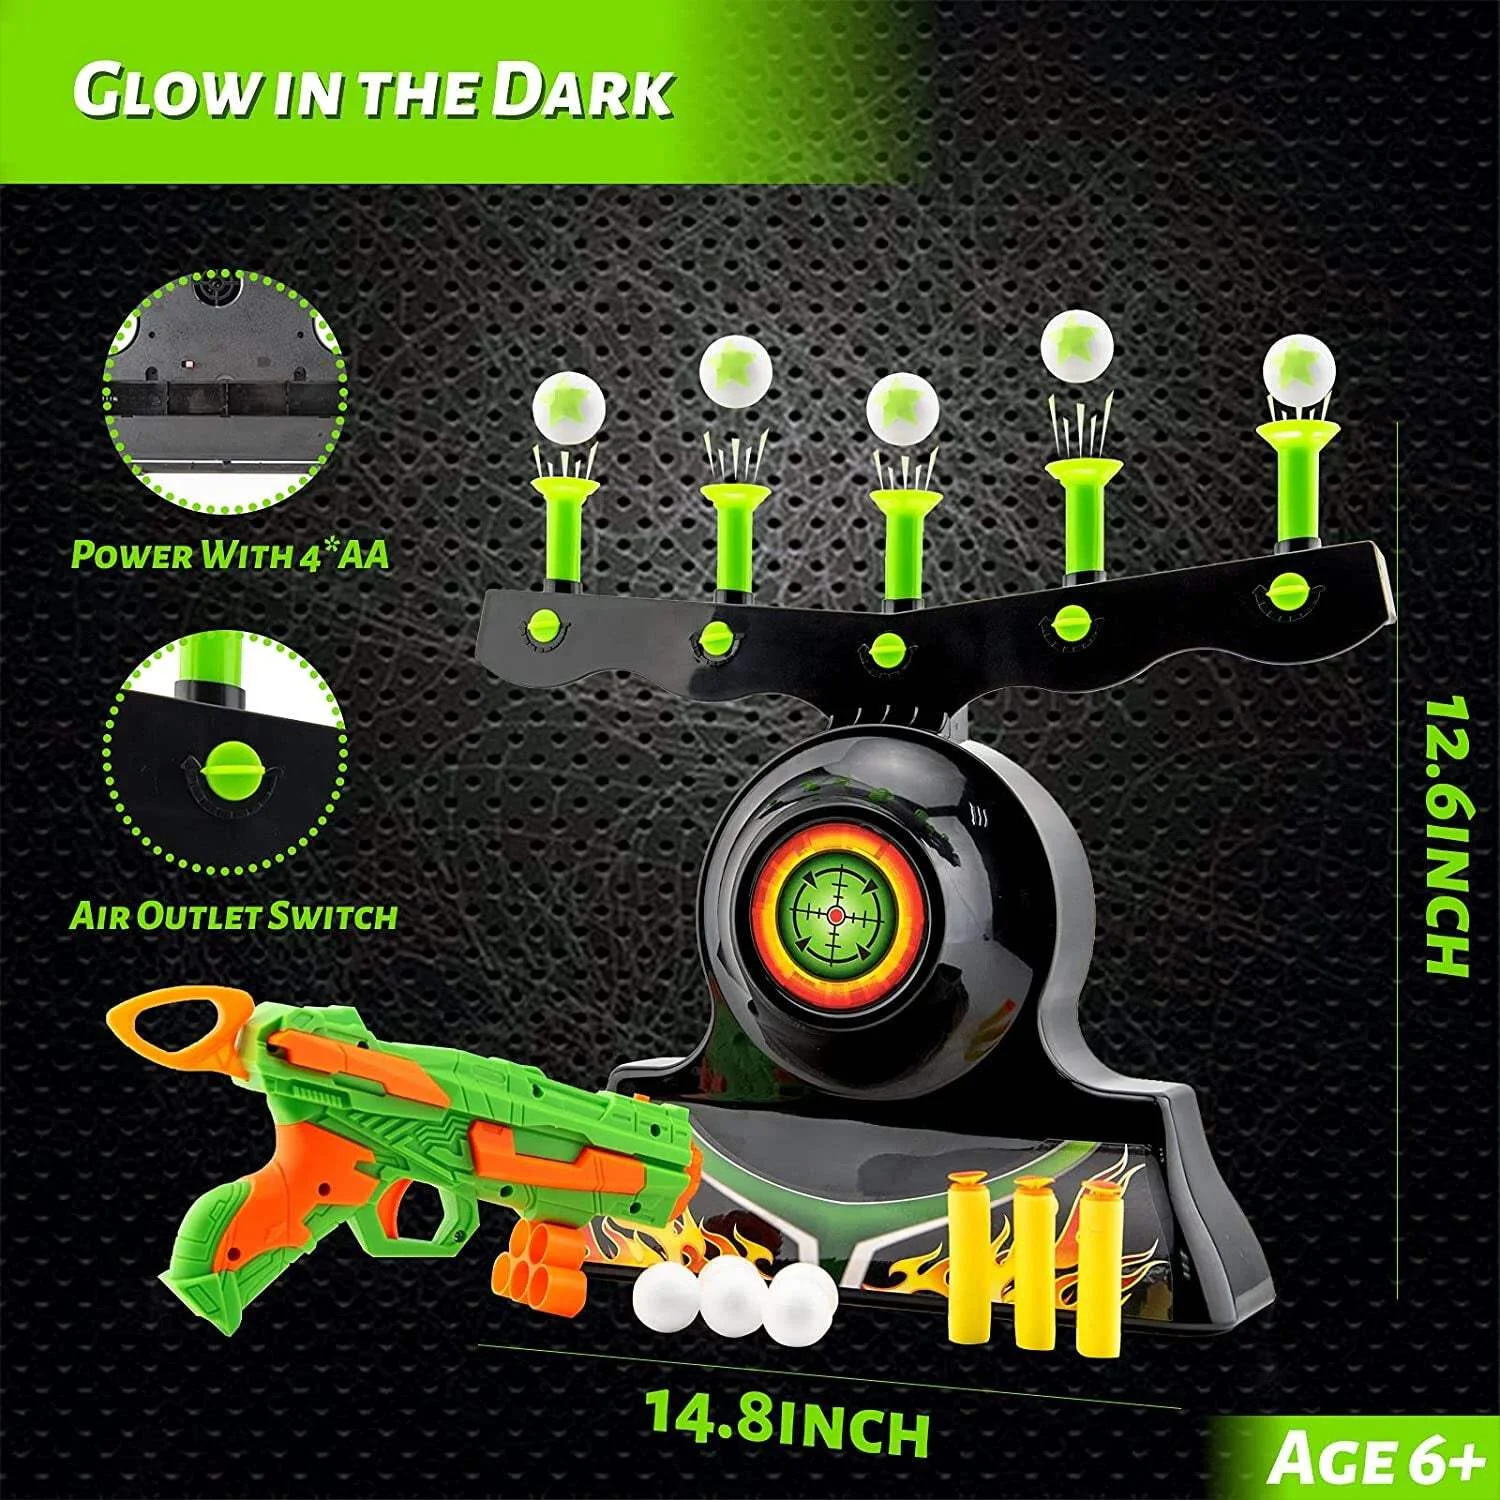 GLOW IN THE DARK
POWER WITH 4*AA
AIR OUTLET SWITCH
12.6INCH
14.8INCH
AGE 6+